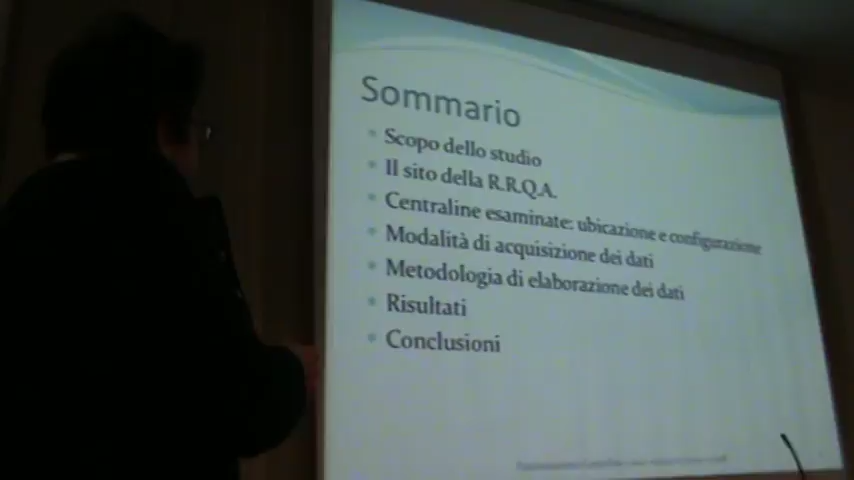 Sommario
Scopo dello studio
Il sito della R.R.Q.A.
Centraline esaminate: ubicazione e configurazione
Modalità di acquisizione dei dati
Metodologia di elaborazione dei dati
Risultati
Conclusioni